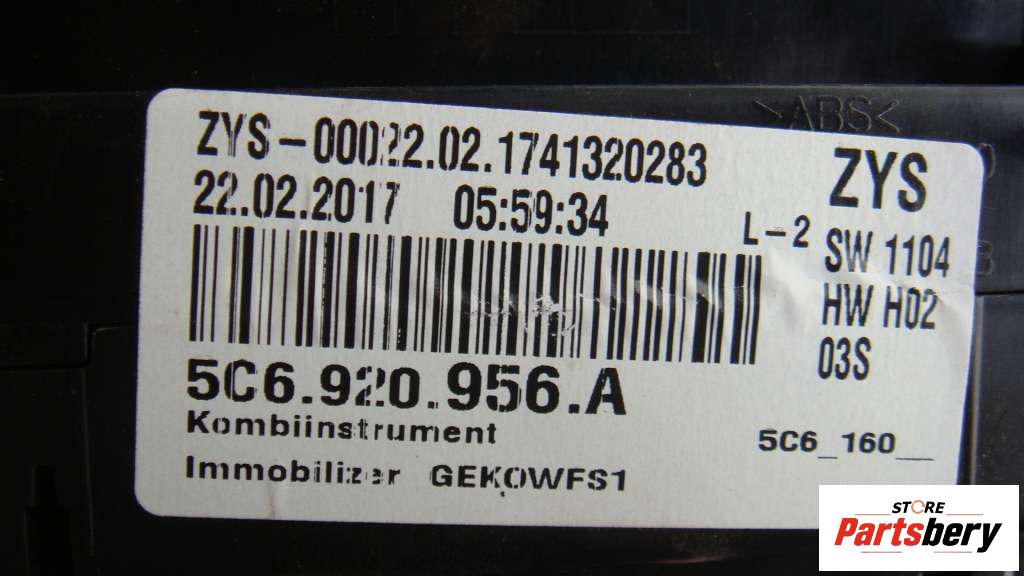 >ABS<
ZYS-00022.02.1741320283
22.02.2017 05:59:34
ZYS
L-2
SW 1104
HW H02
03S
5C6.920.956.A
Kombiinstrument
5C6_160__
Immobilizer GEKOWFS1
STORE
Partsbery